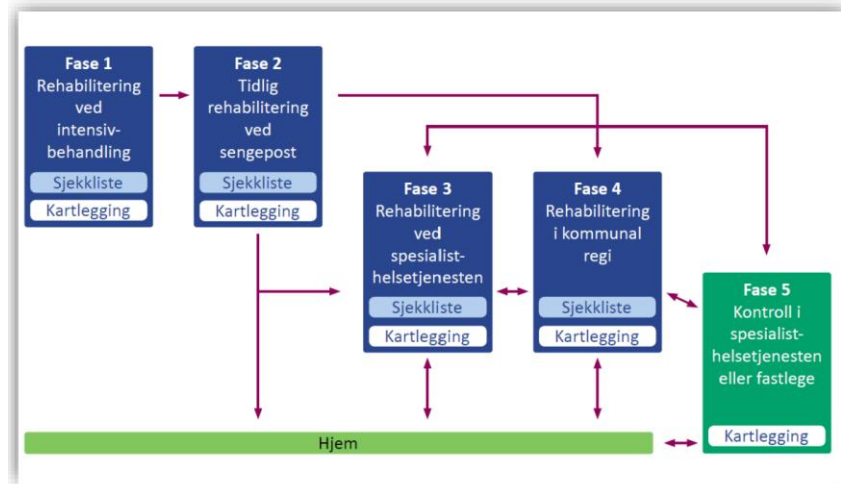 Fase 1
Rehabilitering
ved
intensiv-
behandling
Sjekkliste
Kartlegging
Fase 2
Tidlig
rehabilitering
ved
sengepost
Sjekkliste
Kartlegging
Fase 3
Rehabilitering
ved
spesialist-
helsetjenesten
Sjekkliste
Kartlegging
Fase 4
Rehabilitering
i kommunal
regi
Sjekkliste
Kartlegging
Fase 5
Kontroll i
spesialist-
helsetjenesten
eller fastlege
Kartlegging
Hjem